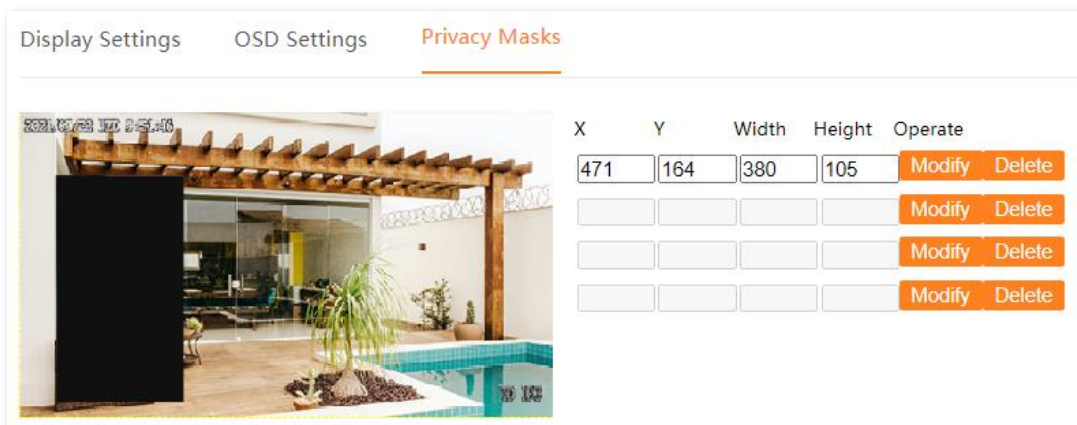 Display Settings OSD Settings Privacy Masks
X Y Width Height Operate
471 164 380 105 Modify Delete
Modify Delete
Modify Delete
Modify Delete